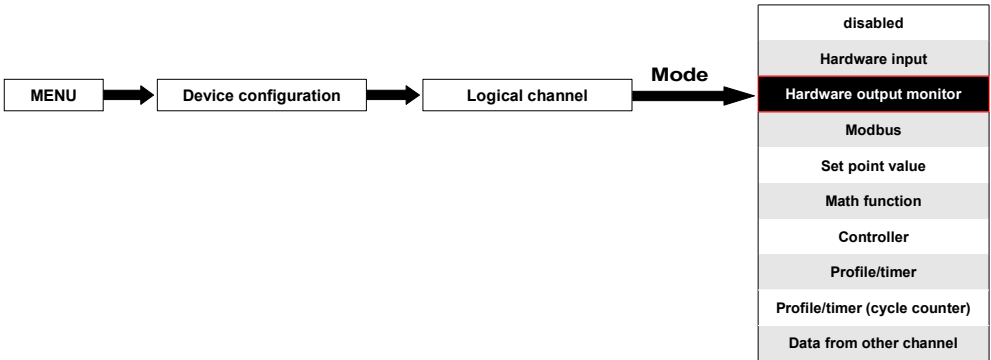 MENU
Device configuration
Logical channel
Mode
disabled
Hardware input
Hardware output monitor
Modbus
Set point value
Math function
Controller
Profile/timer
Profile/timer (cycle counter)
Data from other channel